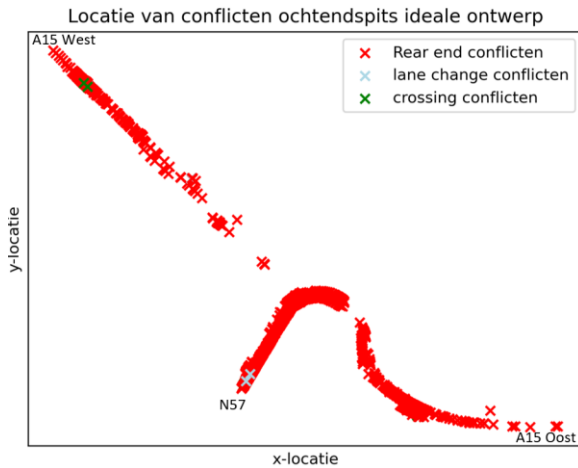 Locatie van conflicten ochtendspits ideale ontwerp
A15 West
Rear end conflicten
lane change conflicten
crossing conflicten
y-locatie
N57
A15 Oost
x-locatie